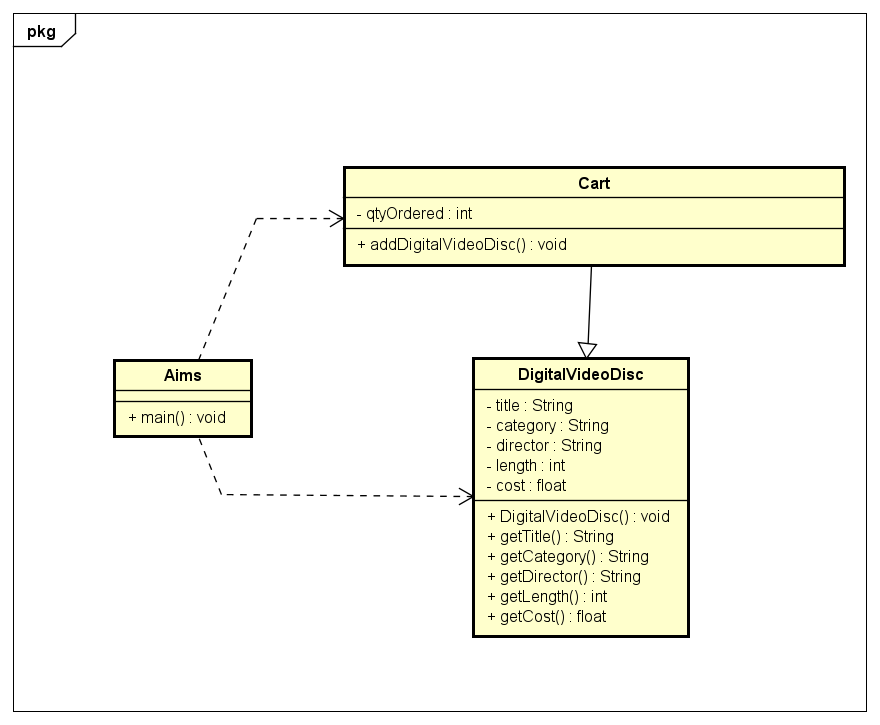 pkg
Cart
- qtyOrdered : int
+ addDigitalVideoDisc() : void
Aims
+ main() : void
DigitalVideoDisc
- title : String
- category : String
- director : String
- length : int
- cost : float
+ DigitalVideoDisc() : void
+ getTitle() : String
+ getCategory() : String
+ getDirector() : String
+ getLength() : int
+ getCost() : float